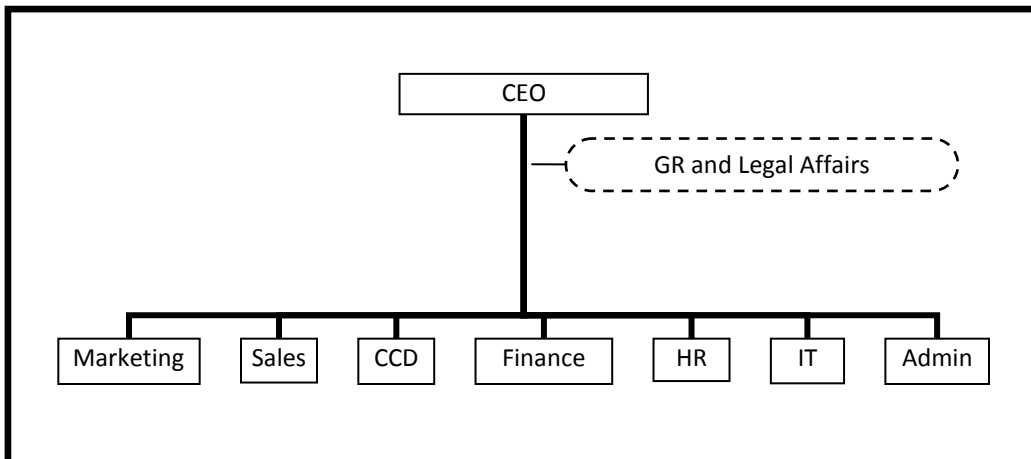 CEO
GR and Legal Affairs
Marketing
Sales
CCD
Finance
HR
IT
Admin